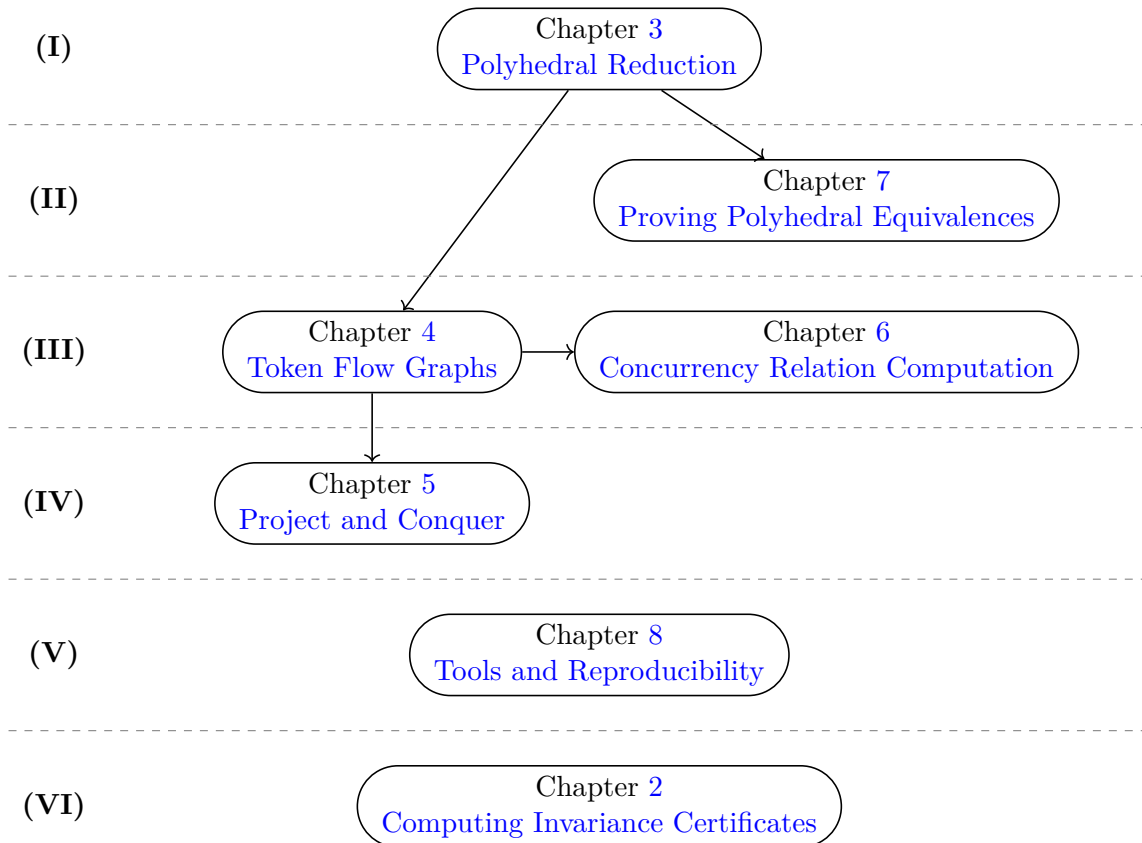 (I)
Chapter 3
Polyhedral Reduction
(II)
Chapter 7
Proving Polyhedral Equivalences
(III)
Chapter 4
Token Flow Graphs
Chapter 6
Concurrency Relation Computation
(IV)
Chapter 5
Project and Conquer
(V)
Chapter 8
Tools and Reproducibility
(VI)
Chapter 2
Computing Invariance Certificates